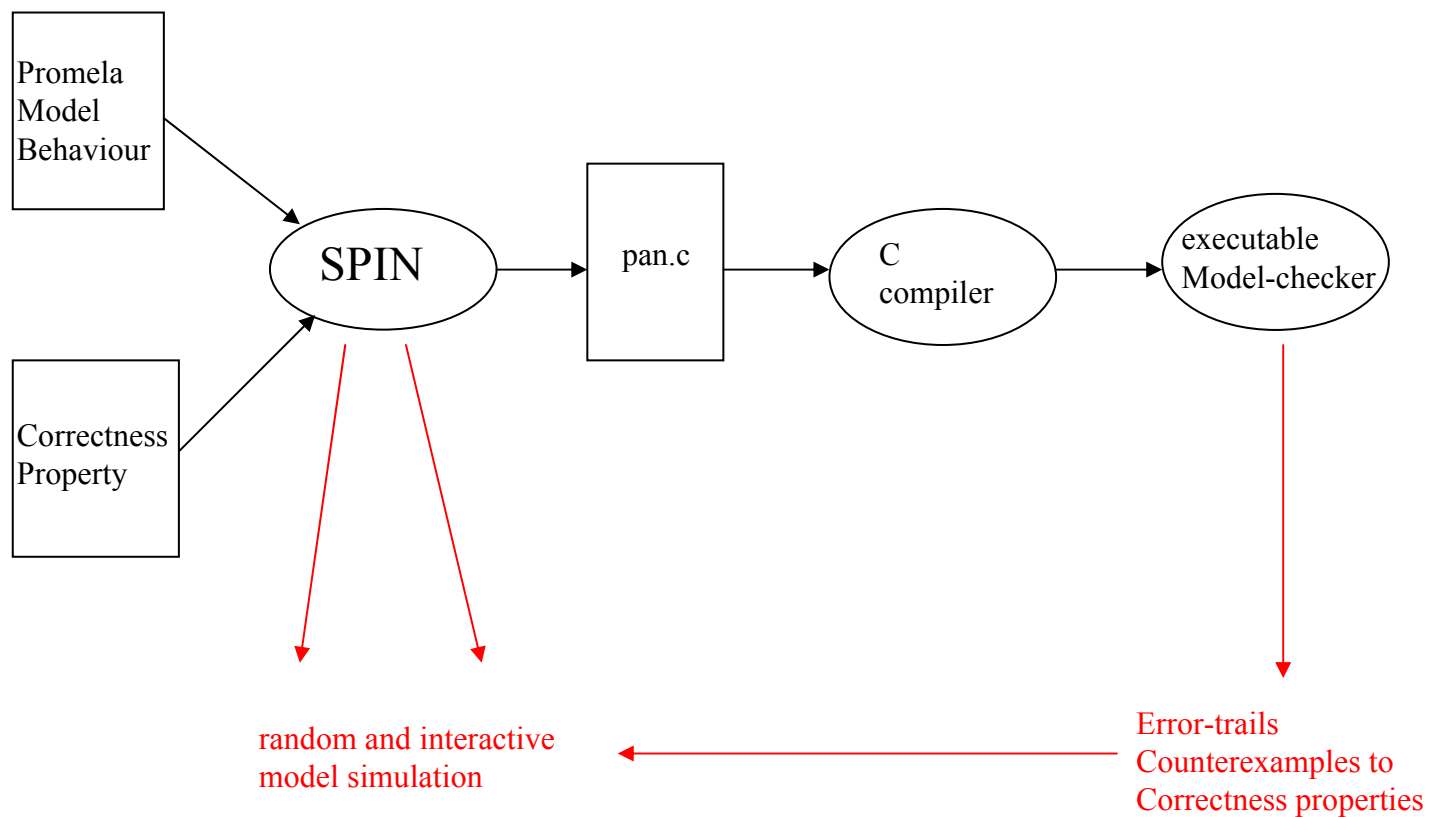 Promela
Model
Behaviour
SPIN
pan.c
C
compiler
executable
Model-checker
Correctness
Property
random and interactive
model simulation
Error-trails
Counterexamples to
Correctness properties